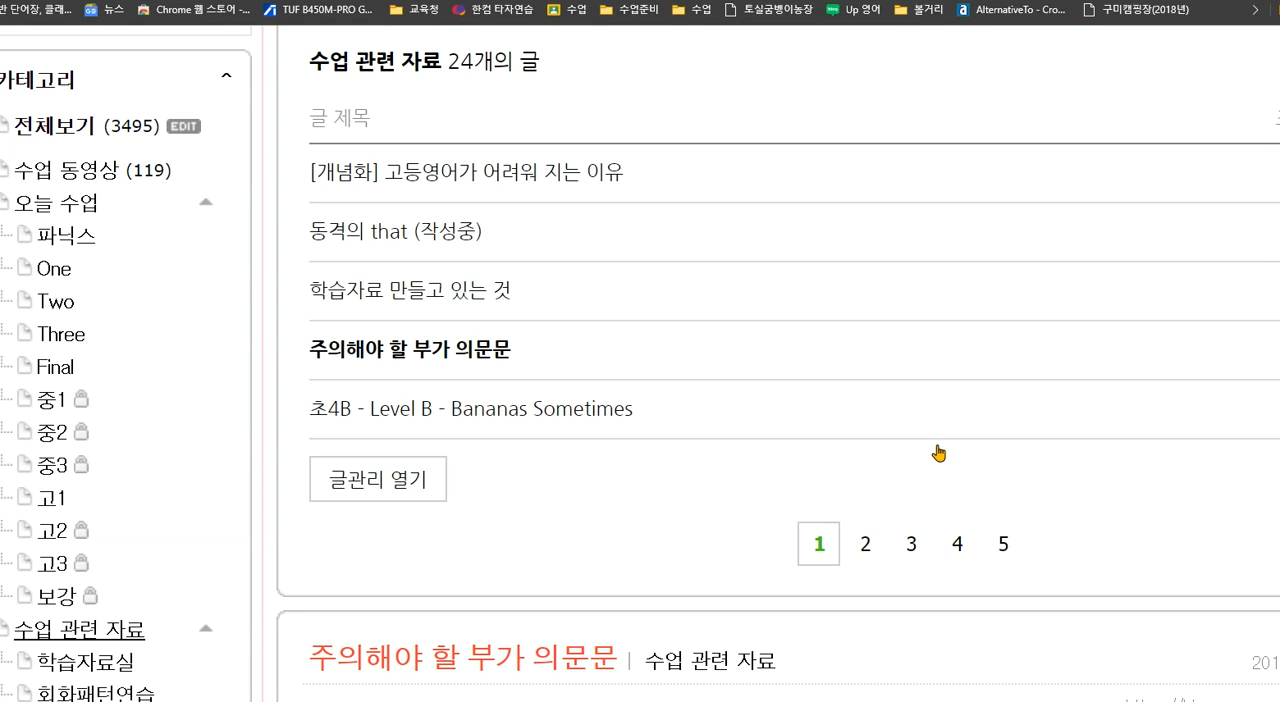 반 단어장, 클래... 뉴스 Chrome 웹 스토어 -... TUF B450M-PRO G... 교육청 한컴 타자연습 수업 수업준비 수업 토실굼벵이농장 Up 영어 볼거리 AlternativeTo - Cro... 구미캠핑장(2018년)
카테고리
전체보기 (3495) EDIT
수업 동영상 (119)
오늘 수업
파닉스
One
Two
Three
Final
중1
중2
중3
고1
고2
고3
보강
수업 관련 자료
학습자료실
회화패턴연습
수업 관련 자료 24개의 글
글 제목
[개념화] 고등영어가 어려워 지는 이유
동격의 that (작성중)
학습자료 만들고 있는 것
주의해야 할 부가 의문문
초4B - Level B - Bananas Sometimes
글관리 열기
1 2 3 4 5
주의해야 할 부가 의문문 | 수업 관련 자료
201